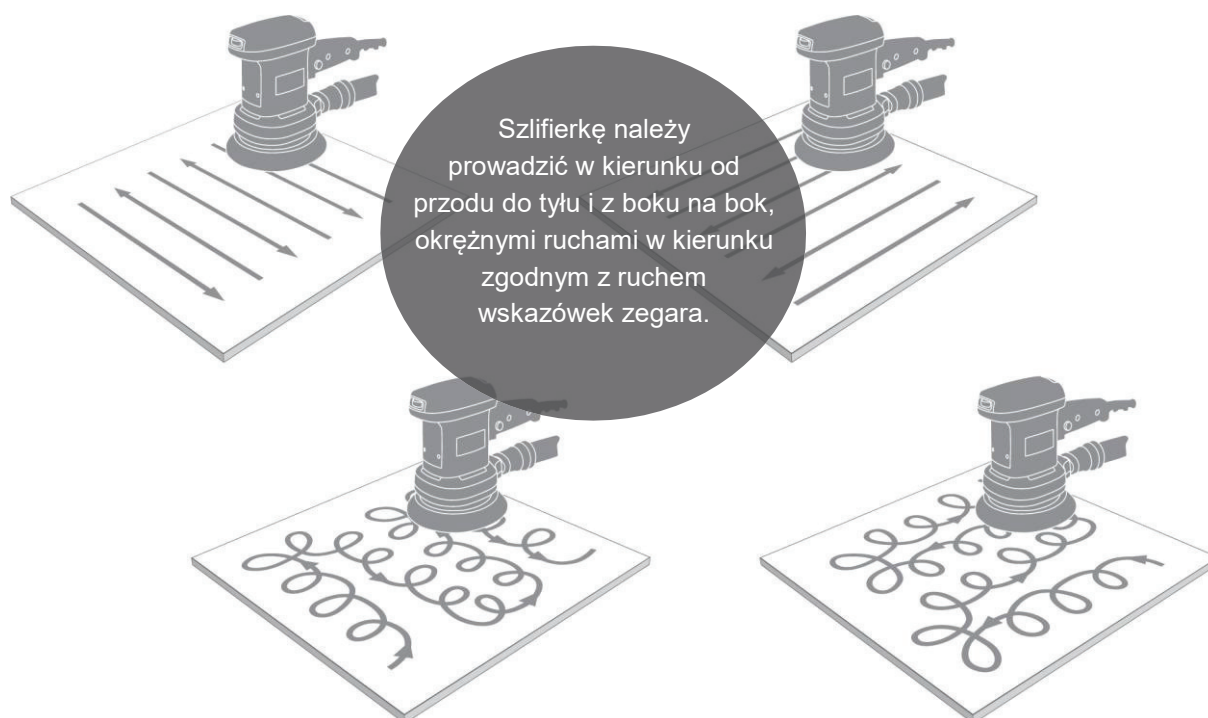 Szlifierkę należy
prowadzić w kierunku od
przodu do tyłu i z boku na bok,
okrężnymi ruchami w kierunku
zgodnym z ruchem
wskazówek zegara.